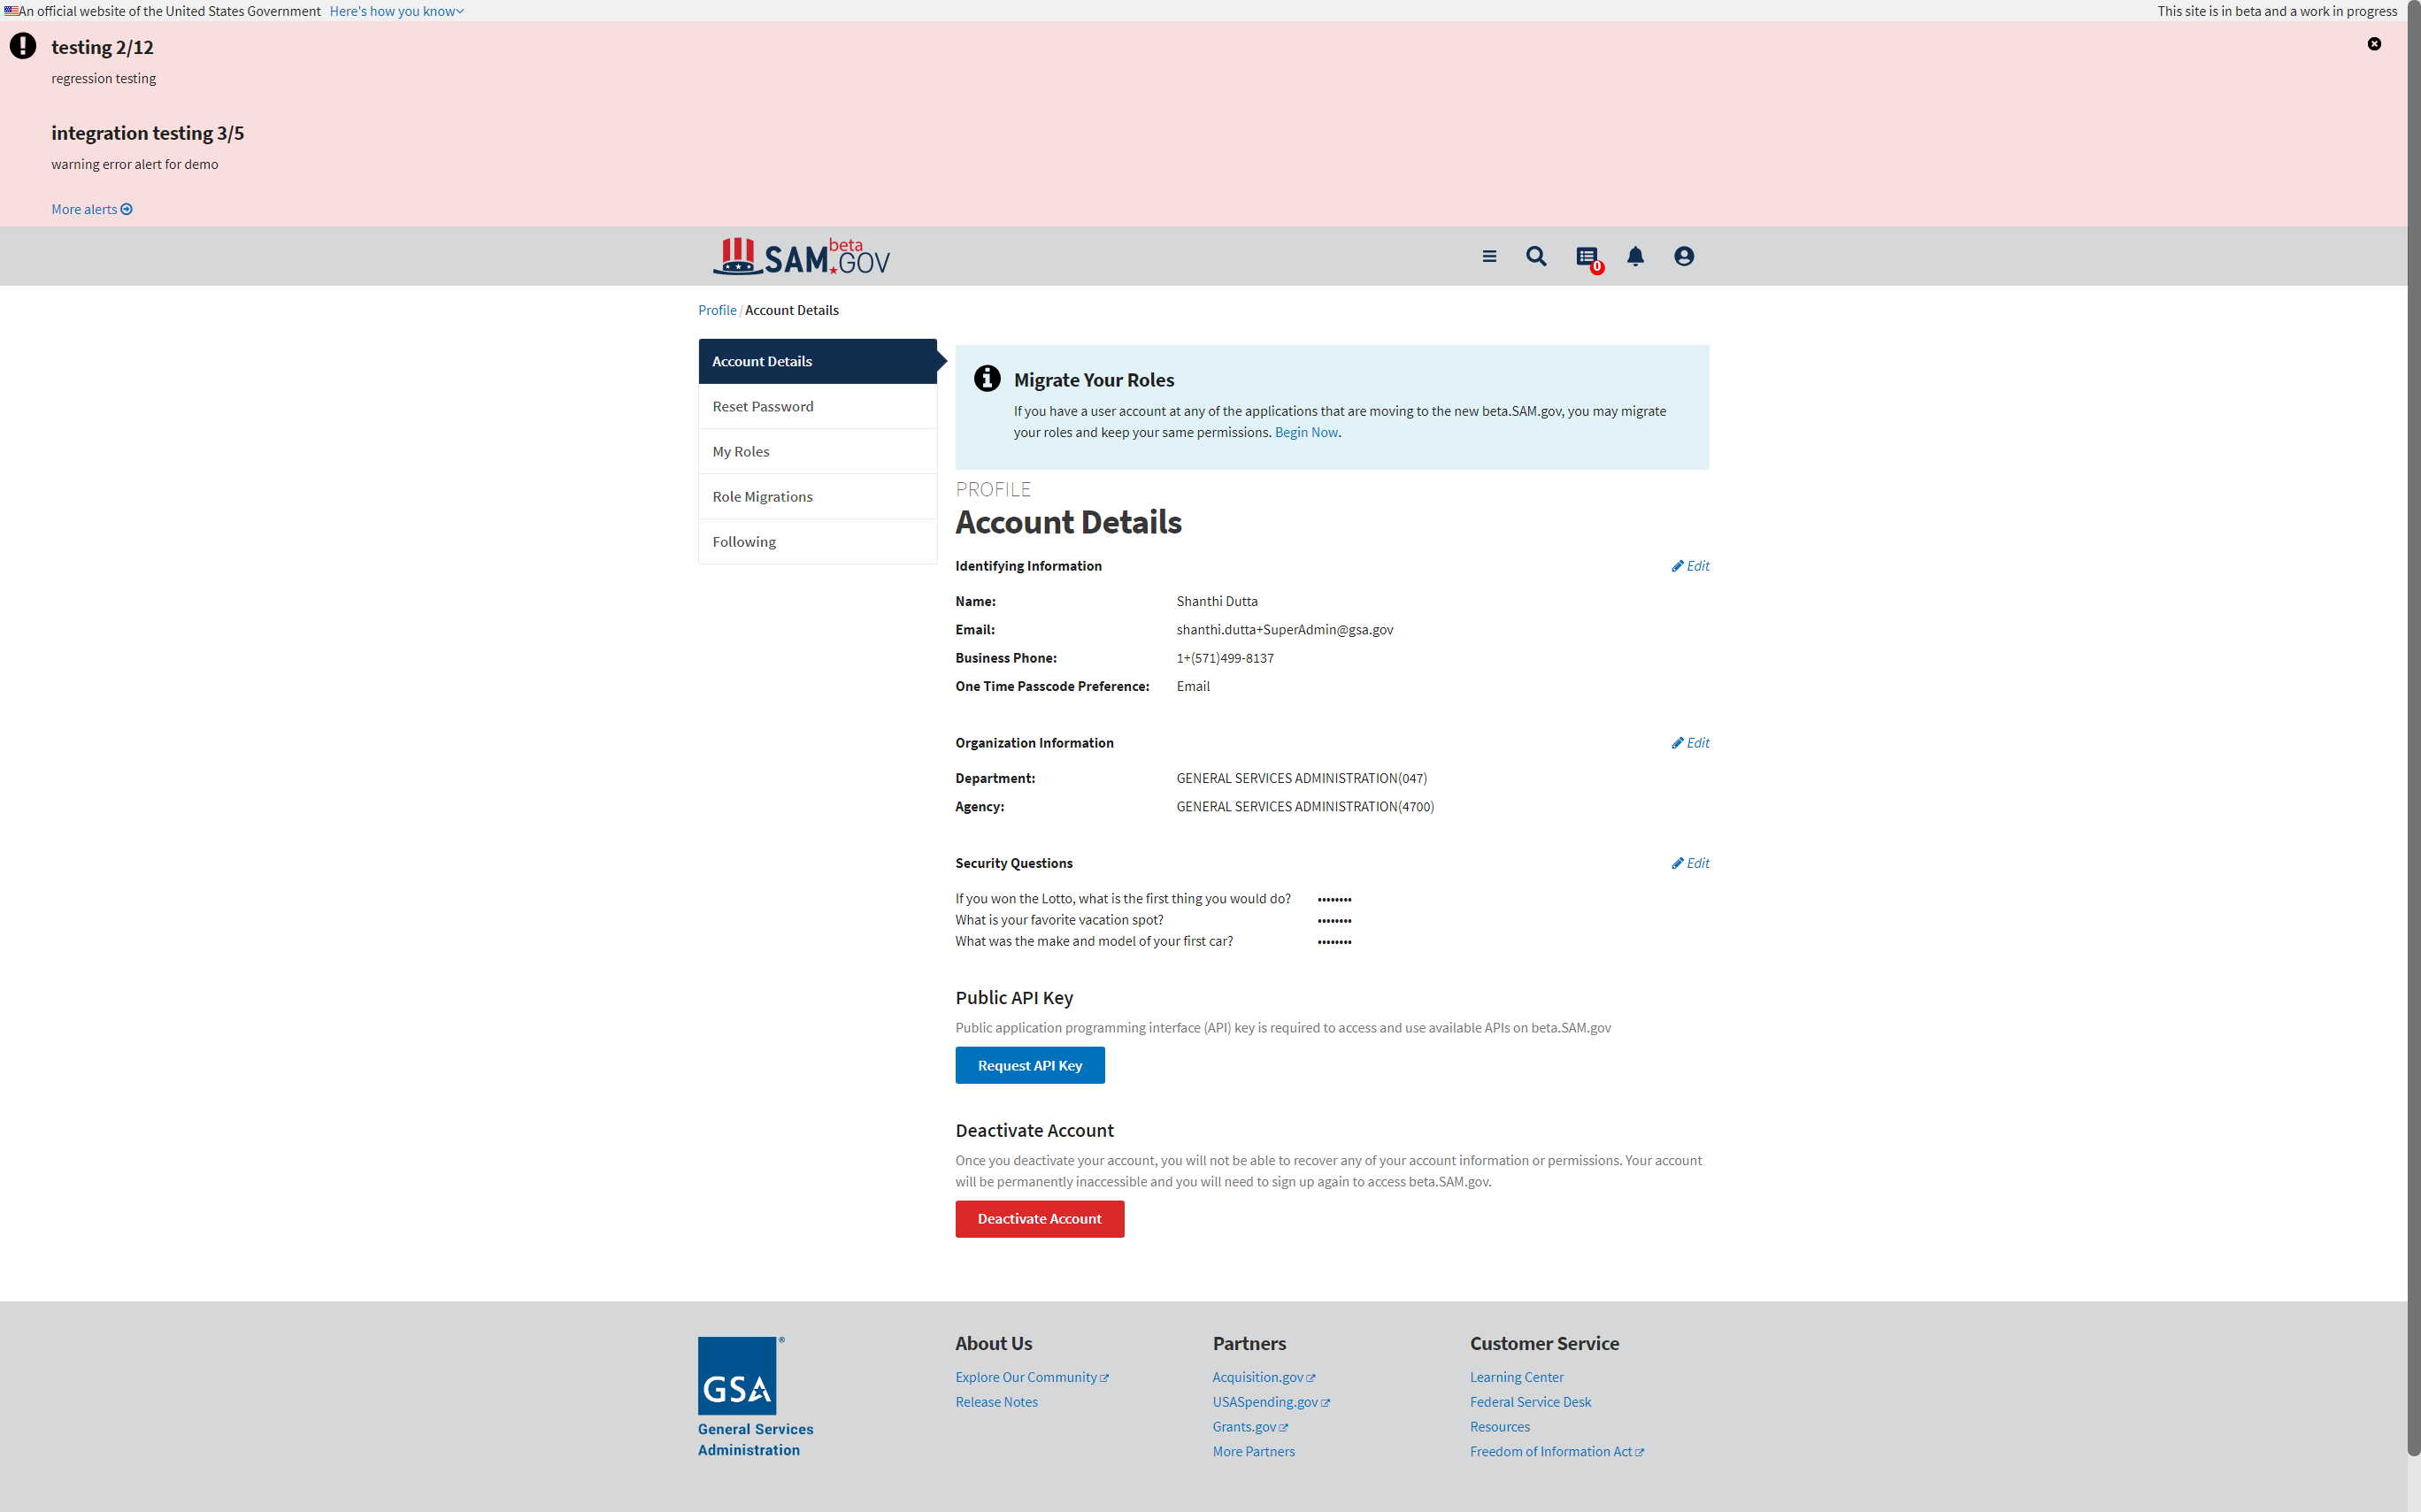 An official website of the United States Government Here's how you know
This site is in beta and a work in progress
testing 2/12
regression testing
integration testing 3/5
warning error alert for demo
More alerts
SAM.GOV beta
0
Profile / Account Details
Account Details
Reset Password
My Roles
Role Migrations
Following
Migrate Your Roles
If you have a user account at any of the applications that are moving to the new beta.SAM.gov, you may migrate
your roles and keep your same permissions. Begin Now.
PROFILE
Account Details
Identifying Information Edit
Name: Shanthi Dutta
Email: shanthi.dutta+SuperAdmin@gsa.gov
Business Phone: 1+(571)499-8137
One Time Passcode Preference: Email
Organization Information Edit
Department: GENERAL SERVICES ADMINISTRATION(047)
Agency: GENERAL SERVICES ADMINISTRATION(4700)
Security Questions Edit
If you won the Lotto, what is the first thing you would do? ••••••••
What is your favorite vacation spot? ••••••••
What was the make and model of your first car? ••••••••
Public API Key
Public application programming interface (API) key is required to access and use available APIs on beta.SAM.gov
Request API Key
Deactivate Account
Once you deactivate your account, you will not be able to recover any of your account information or permissions. Your account
will be permanently inaccessible and you will need to sign up again to access beta.SAM.gov.
Deactivate Account
GSA ®
General Services
Administration
About Us
Explore Our Community
Release Notes
Partners
Acquisition.gov
USASpending.gov
Grants.gov
More Partners
Customer Service
Learning Center
Federal Service Desk
Resources
Freedom of Information Act